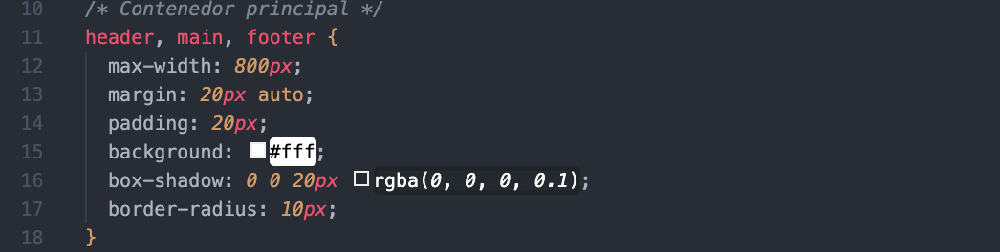 10 /* Contenedor principal */
11 header, main, footer {
12 max-width: 800px;
13 margin: 20px auto;
14 padding: 20px;
15 background: #fff;
16 box-shadow: 0 0 20px rgba(0, 0, 0, 0.1);
17 border-radius: 10px;
18 }